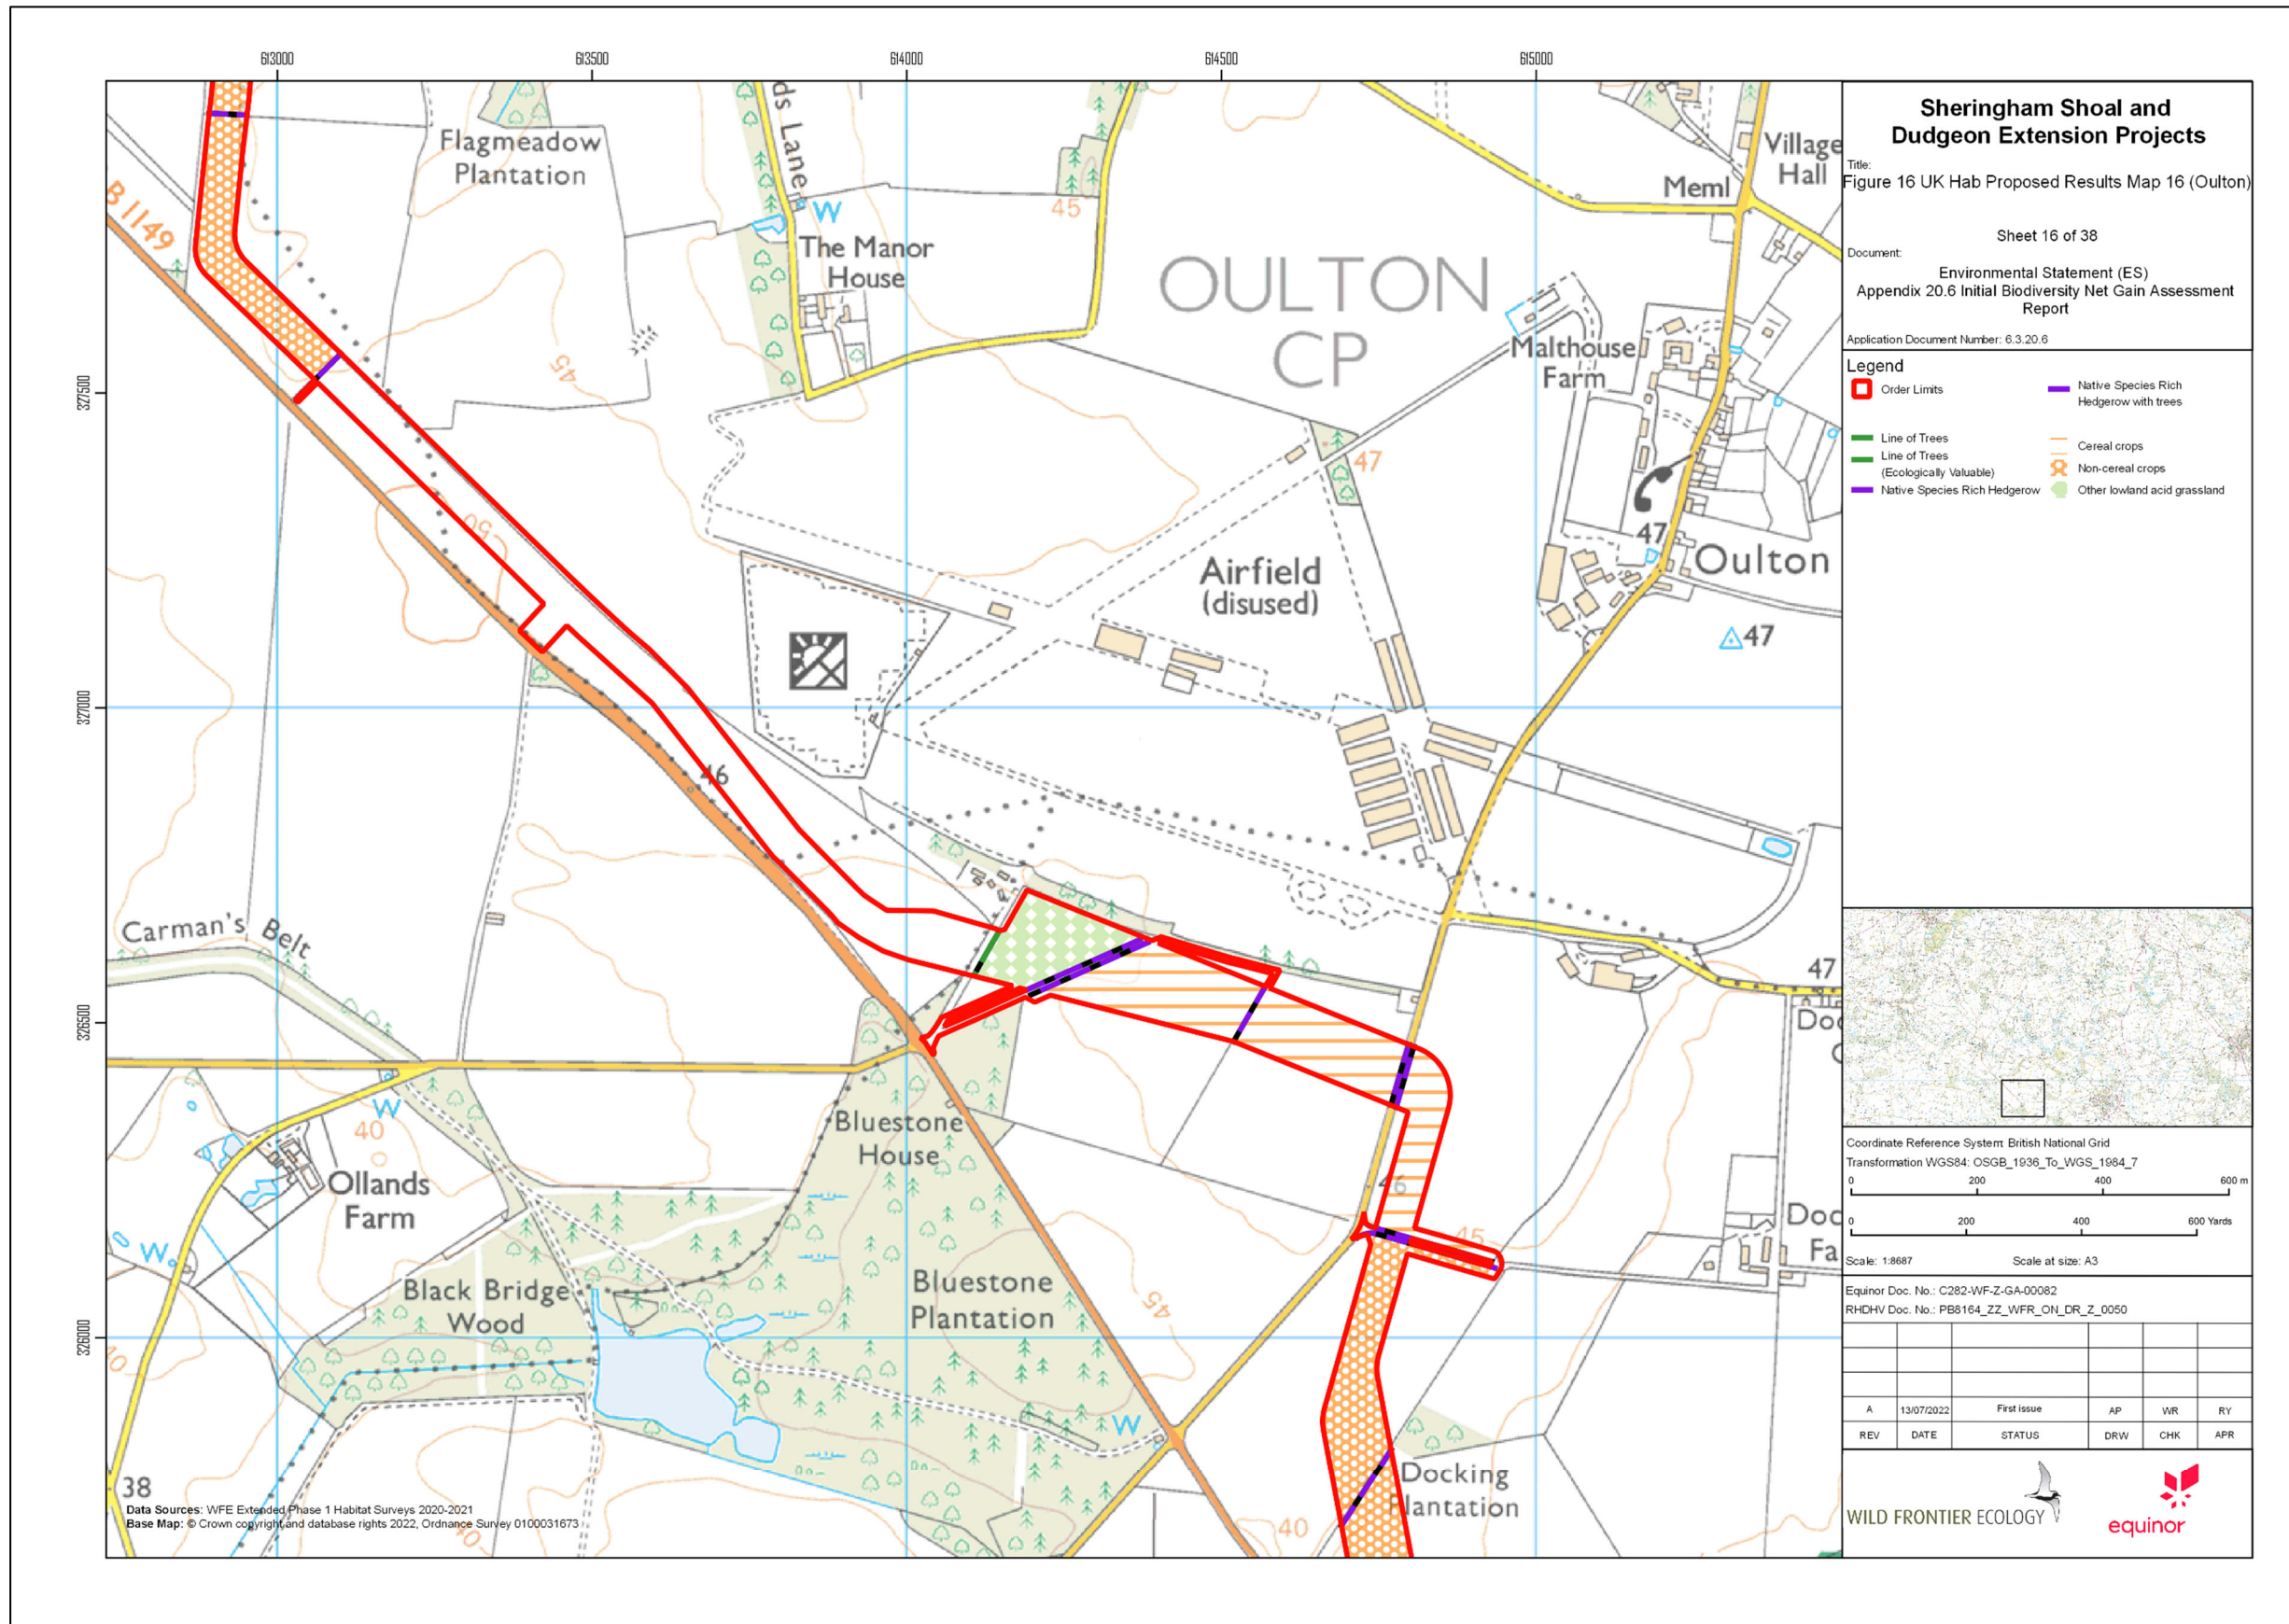 613000
613500
614000
614500
615000
327500
327000
326500
326000
B 1149
Flagmeadow
Plantation
ds Lane
W
The Manor
House
45
45
OULTON
CP
Meml
Village
Hall
Malthouse
Farm
47
47
Oulton
47
Airfield
(disused)
50
46
Carman's Belt
47
Bluestone
House
40
Ollands
Farm
W
W
Black Bridge
Wood
Bluestone
Plantation
45
46
45
Doc
Fa
W
Docking
Plantation
40
38
Data Sources: WFE Extended Phase 1 Habitat Surveys 2020-2021
Base Map: © Crown copyright and database rights 2022, Ordnance Survey 0100031673
Sheringham Shoal and
Dudgeon Extension Projects
Title:
Figure 16 UK Hab Proposed Results Map 16 (Oulton)
Sheet 16 of 38
Document:
Environmental Statement (ES)
Appendix 20.6 Initial Biodiversity Net Gain Assessment
Report
Application Document Number: 6.3.20.6
Legend
Order Limits
Line of Trees
Line of Trees
(Ecologically Valuable)
Native Species Rich Hedgerow
Native Species Rich
Hedgerow with trees
Cereal crops
Non-cereal crops
Other lowland acid grassland
Coordinate Reference System: British National Grid
Transformation WGS84: OSGB_1936_To_WGS_1984_7
0 200 400 600 m
0 200 400 600 Yards
Scale: 1:8687 Scale at size: A3
Equinor Doc. No.: C282-WF-Z-GA-00082
RHDHV Doc. No.: PB8164_ZZ_WFR_ON_DR_Z_0050
A 13/07/2022 First issue AP WR RY
REV DATE STATUS DRW CHK APR
WILD FRONTIER ECOLOGY
equinor